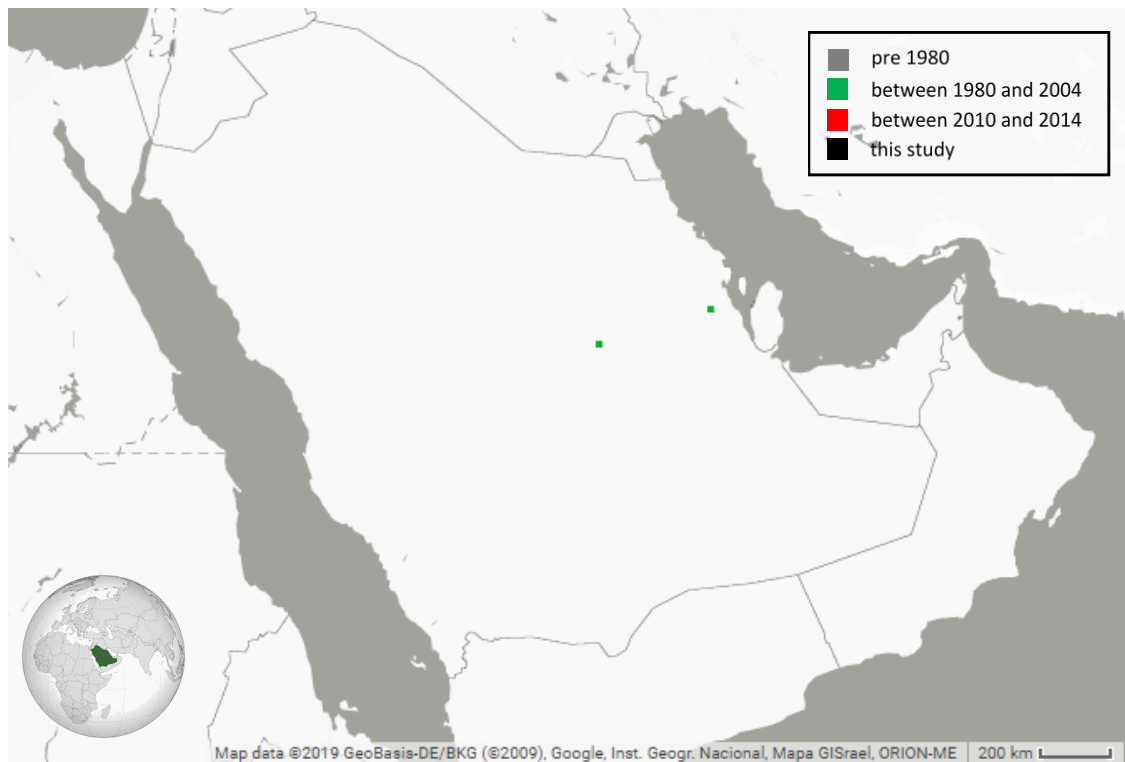 pre 1980
between 1980 and 2004
between 2010 and 2014
this study
Map data ©2019 GeoBasis-DE/BKG (©2009), Google, Inst. Geogr. Nacional, Mapa GISrael, ORION-ME
200 km